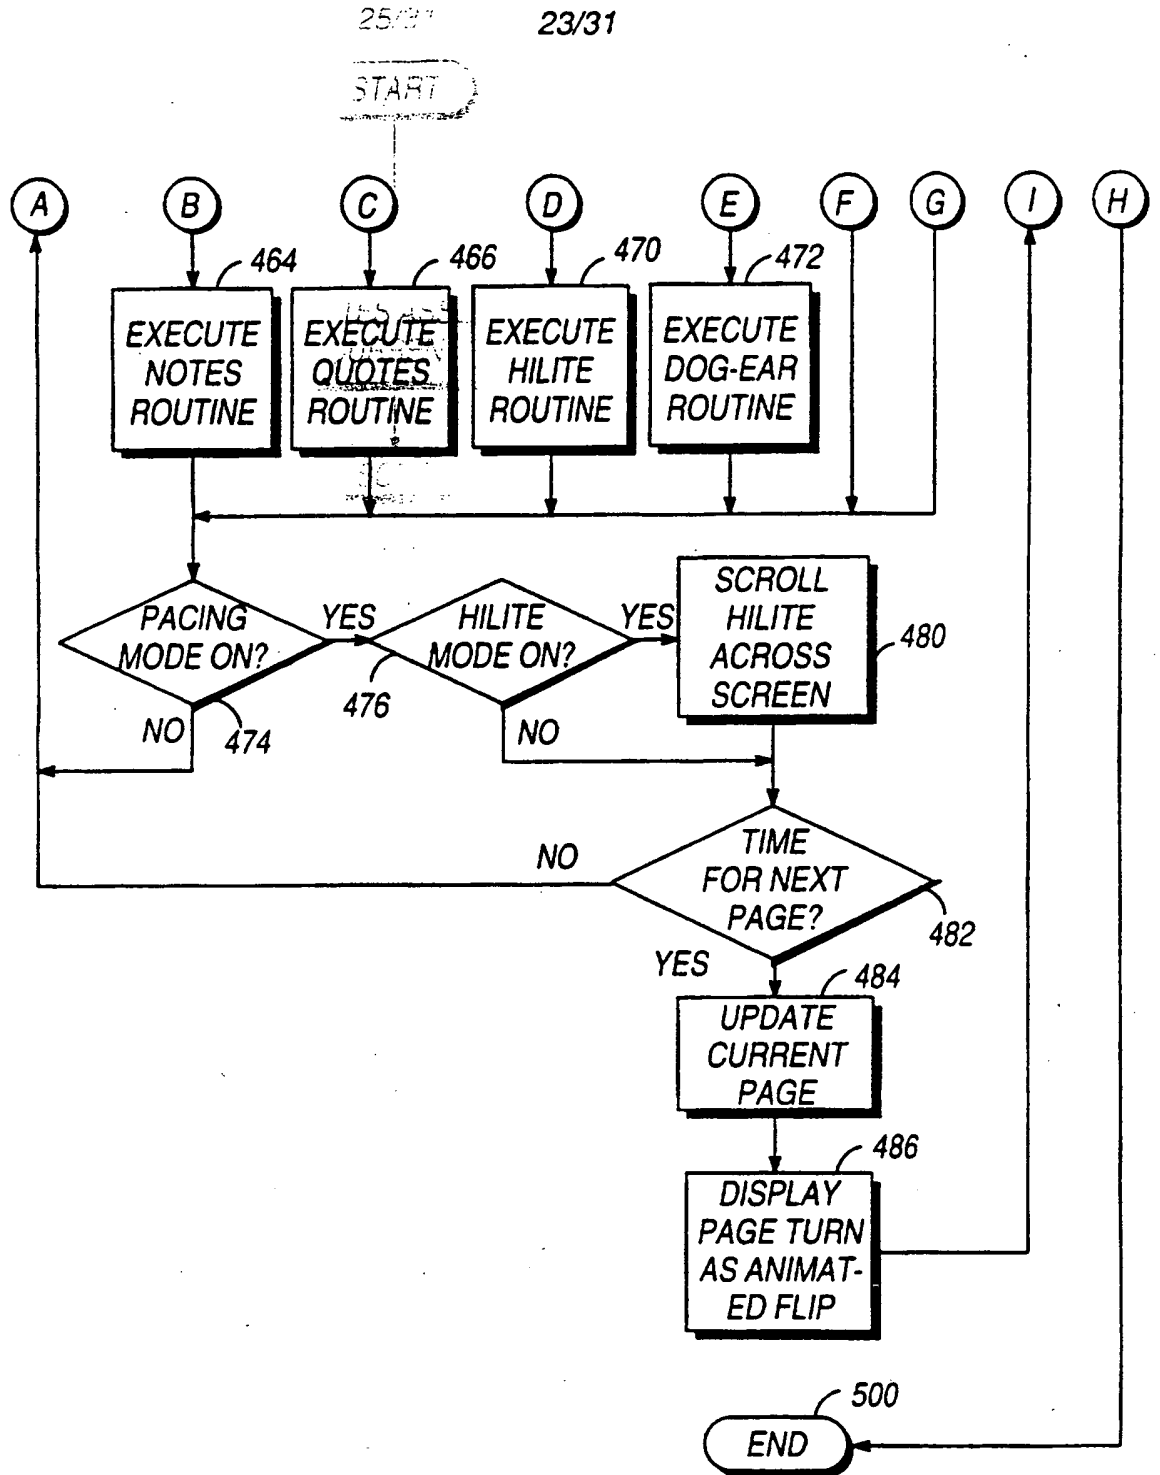 23/31
START
A
B
C
D
E
F
G
I
H
464
466
470
472
EXECUTE
NOTES
ROUTINE
EXECUTE
QUOTES
ROUTINE
EXECUTE
HILITE
ROUTINE
EXECUTE
DOG-EAR
ROUTINE
PACING
MODE ON?
YES
HILITE
MODE ON?
YES
SCROLL
HILITE
ACROSS
SCREEN
480
476
NO
474
NO
TIME
FOR NEXT
PAGE?
NO
482
YES
484
UPDATE
CURRENT
PAGE
486
DISPLAY
PAGE TURN
AS ANIMAT-
ED FLIP
500
END